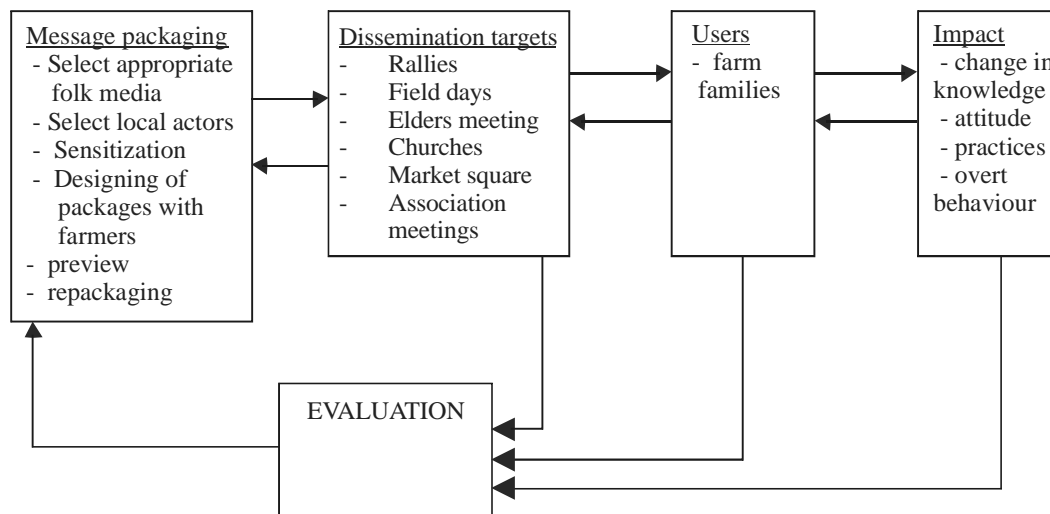 Message packaging
- Select appropriate
folk media
- Select local actors
- Sensitization
- Designing of
packages with
farmers
- preview
- repackaging
Dissemination targets
- Rallies
- Field days
- Elders meeting
- Churches
- Market square
- Association
meetings
Users
- farm
families
Impact
- change in
knowledge
- attitude
- practices
- overt
behaviour
EVALUATION